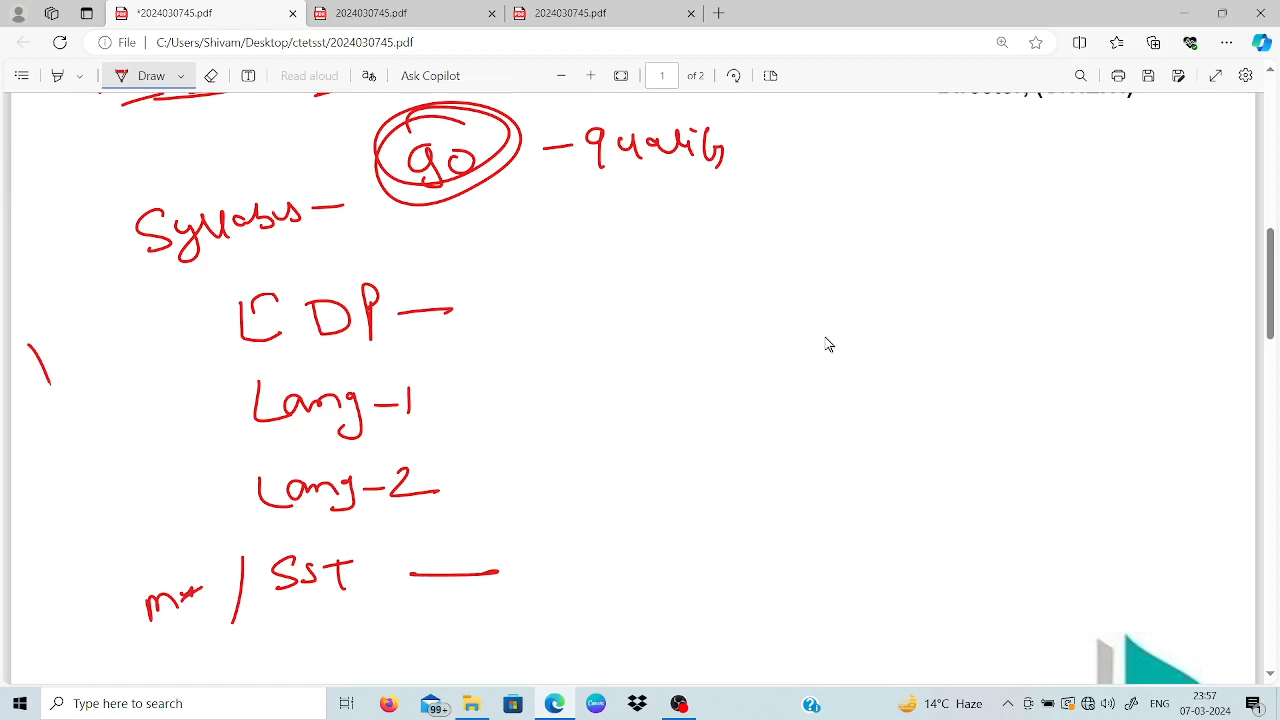 *2024030745.pdf
2024030745.pdf
2024030745.pdf
File C:/Users/Shivam/Desktop/ctetsst/2024030745.pdf
Draw
Read aloud
Ask Copilot
1 of 2
90 – qualify
Syllabus –
CDP —
Lang – 1
Lang – 2
/ SST —
Type here to search
99+
14°C Haze
23:57
07-03-2024